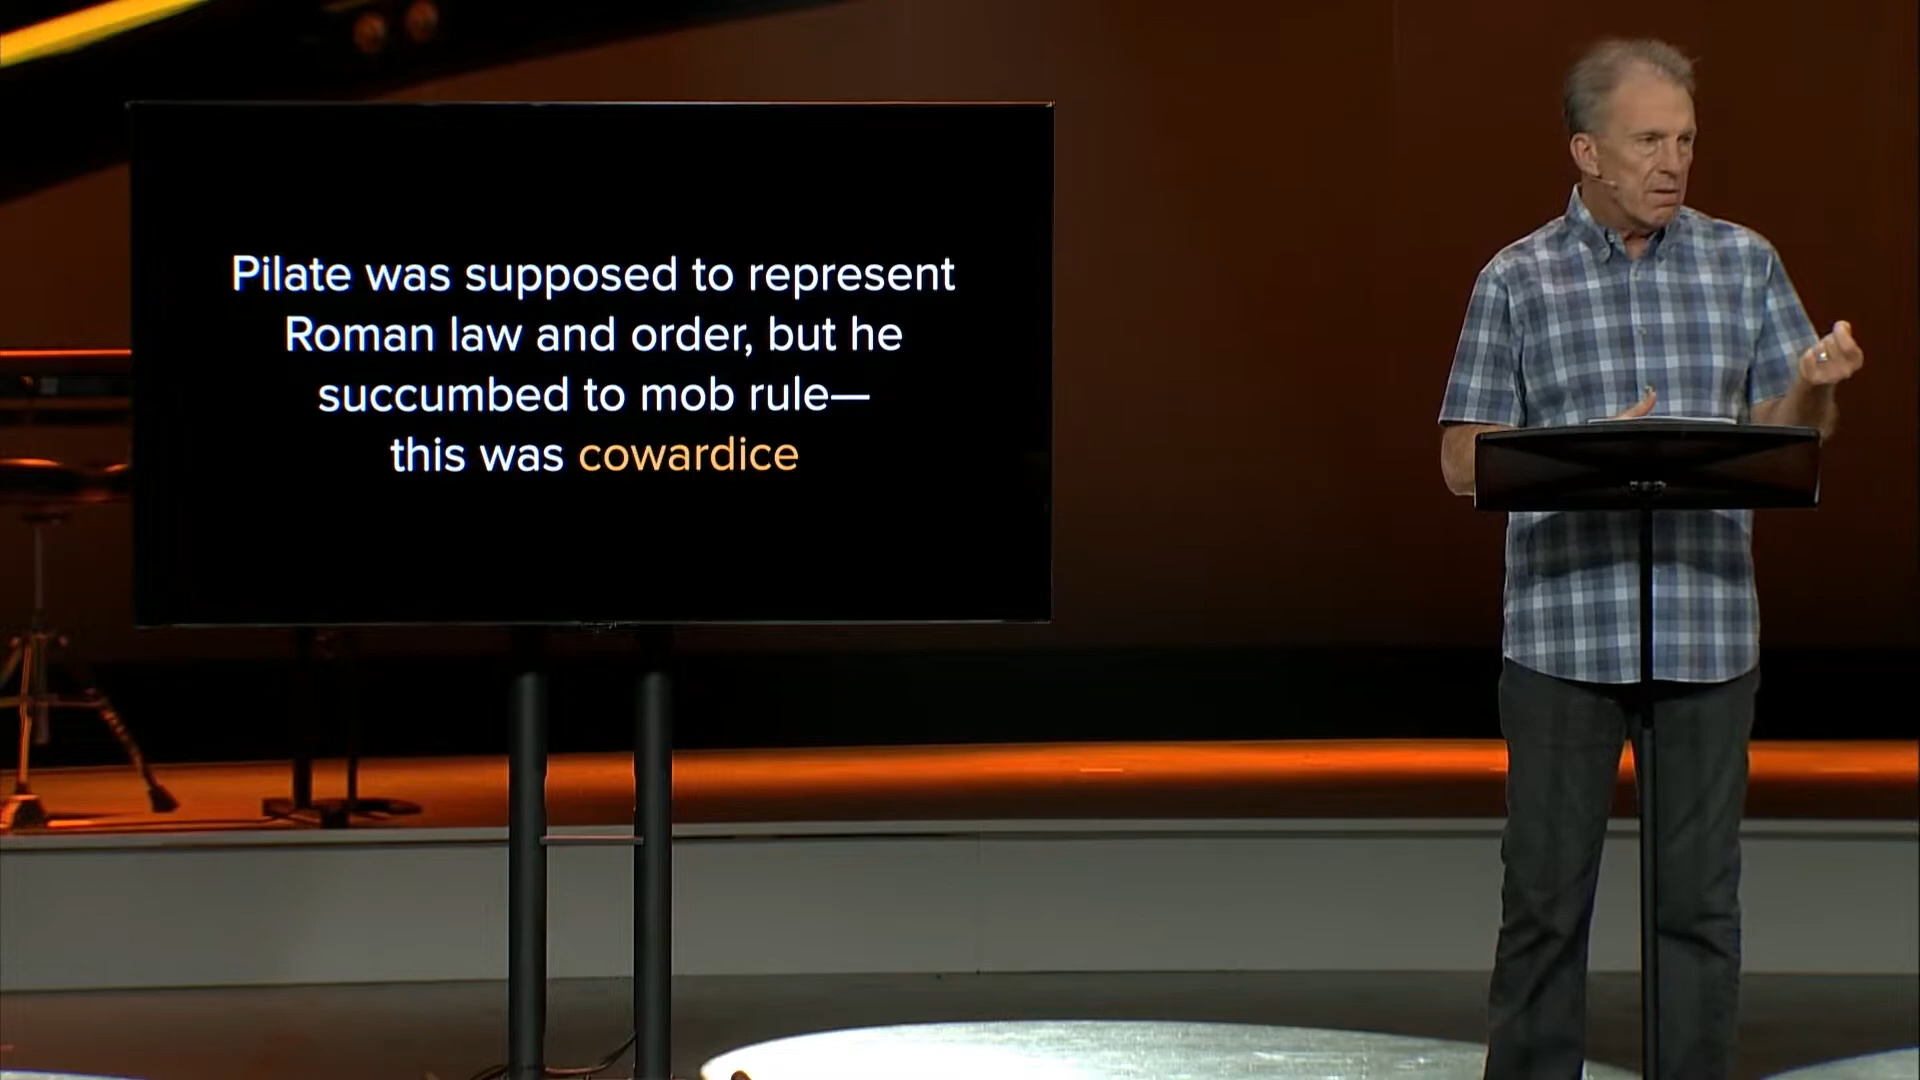 Pilate was supposed to represent
Roman law and order, but he
succumbed to mob rule—
this was cowardice